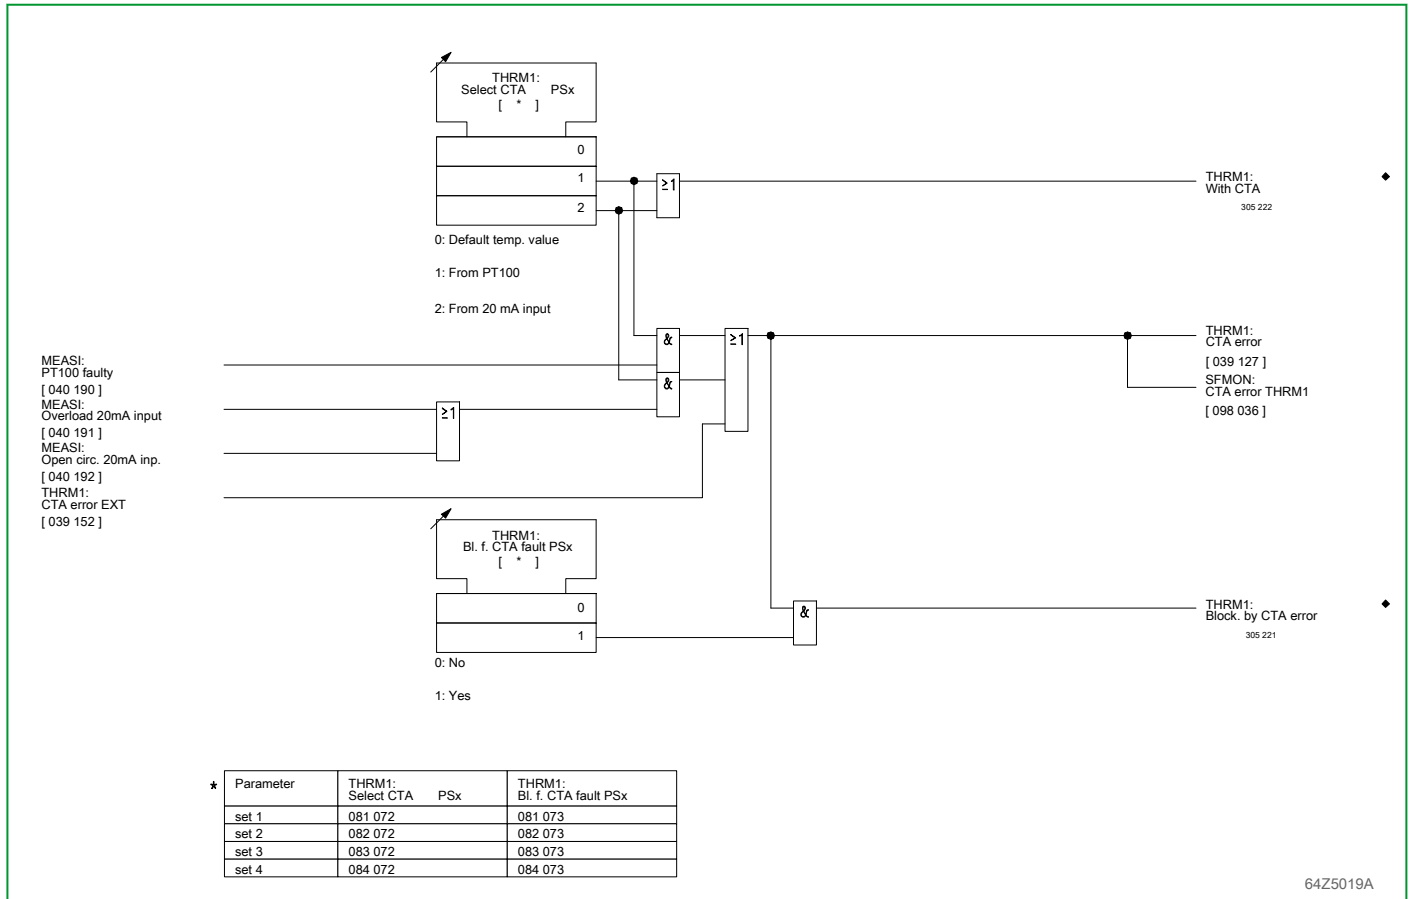 THRM1:
Select CTA PSx
[ * ]
0
1
2
≥1
THRM1:
With CTA
305 222
0: Default temp. value
1: From PT100
2: From 20 mA input
&
≥1
&
THRM1:
CTA error
[ 039 127 ]
SFMON:
CTA error THRM1
[ 098 036 ]
MEASI:
PT100 faulty
[ 040 190 ]
MEASI:
Overload 20mA input
[ 040 191 ]
MEASI:
Open circ. 20mA inp.
[ 040 192 ]
THRM1:
CTA error EXT
[ 039 152 ]
≥1
THRM1:
Bl. f. CTA fault PSx
[ * ]
0
1
&
THRM1:
Block. by CTA error
305 221
0: No
1: Yes
* Parameter THRM1: Select CTA PSx THRM1: Bl. f. CTA fault PSx
set 1 081 072 081 073
set 2 082 072 082 073
set 3 083 072 083 073
set 4 084 072 084 073
64Z5019A